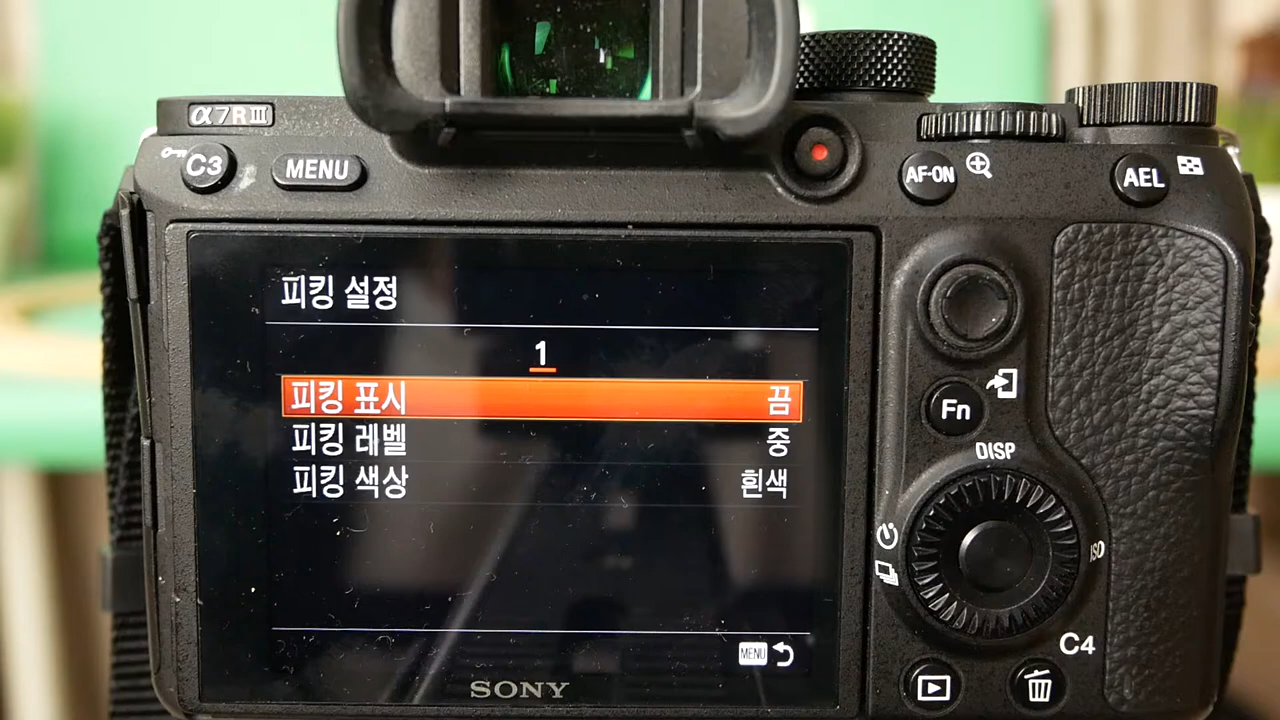 α7RIII
C3
MENU
AF-ON
AEL
피킹 설정
1
피킹 표시 끔
피킹 레벨 중
피킹 색상 흰색
MENU
Fn
DISP
ISO
C4
SONY